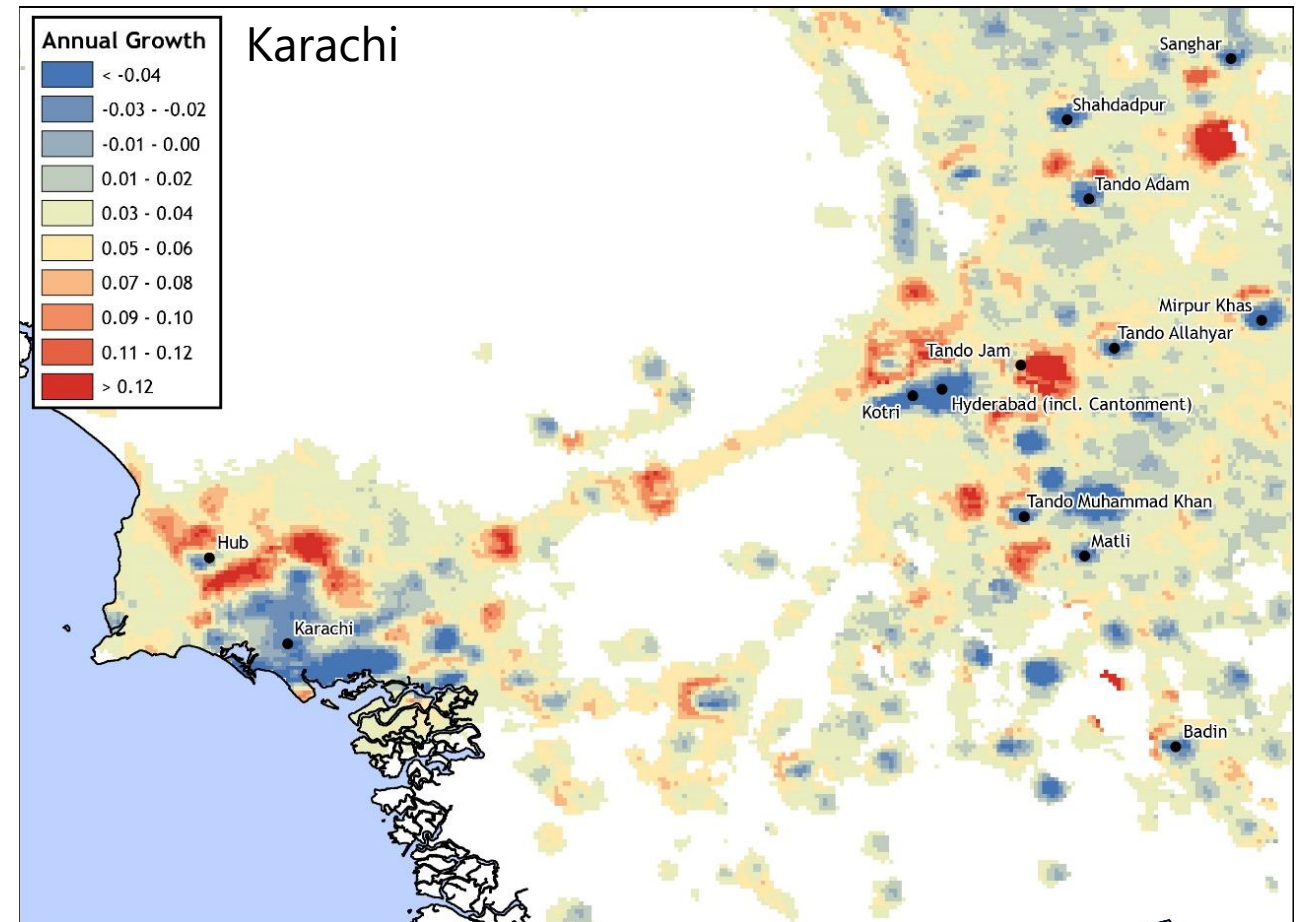 Karachi
Annual Growth
< -0.04
-0.03 - -0.02
-0.01 - 0.00
0.01 - 0.02
0.03 - 0.04
0.05 - 0.06
0.07 - 0.08
0.09 - 0.10
0.11 - 0.12
> 0.12
Sanghar
Shahdadpur
Tando Adam
Mirpur Khas
Tando Allahyar
Tando Jam
Hyderabad (incl. Cantonment)
Kotri
Tando Muhammad Khan
Matli
Hub
Karachi
Badin